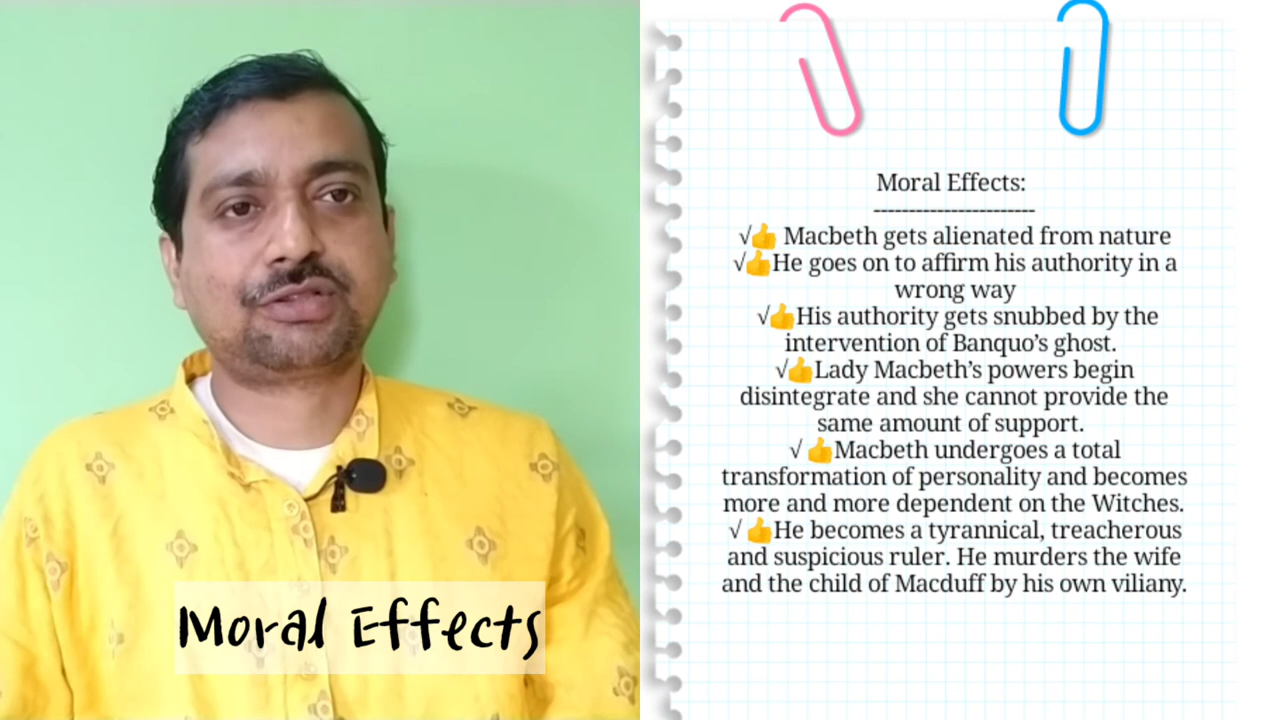 Moral Effects
Moral Effects:
-----------------------
√👍 Macbeth gets alienated from nature
√👍He goes on to affirm his authority in a
wrong way
√👍His authority gets snubbed by the
intervention of Banquo’s ghost.
√👍Lady Macbeth’s powers begin
disintegrate and she cannot provide the
same amount of support.
√ 👍Macbeth undergoes a total
transformation of personality and becomes
more and more dependent on the Witches.
√ 👍He becomes a tyrannical, treacherous
and suspicious ruler. He murders the wife
and the child of Macduff by his own viliany.